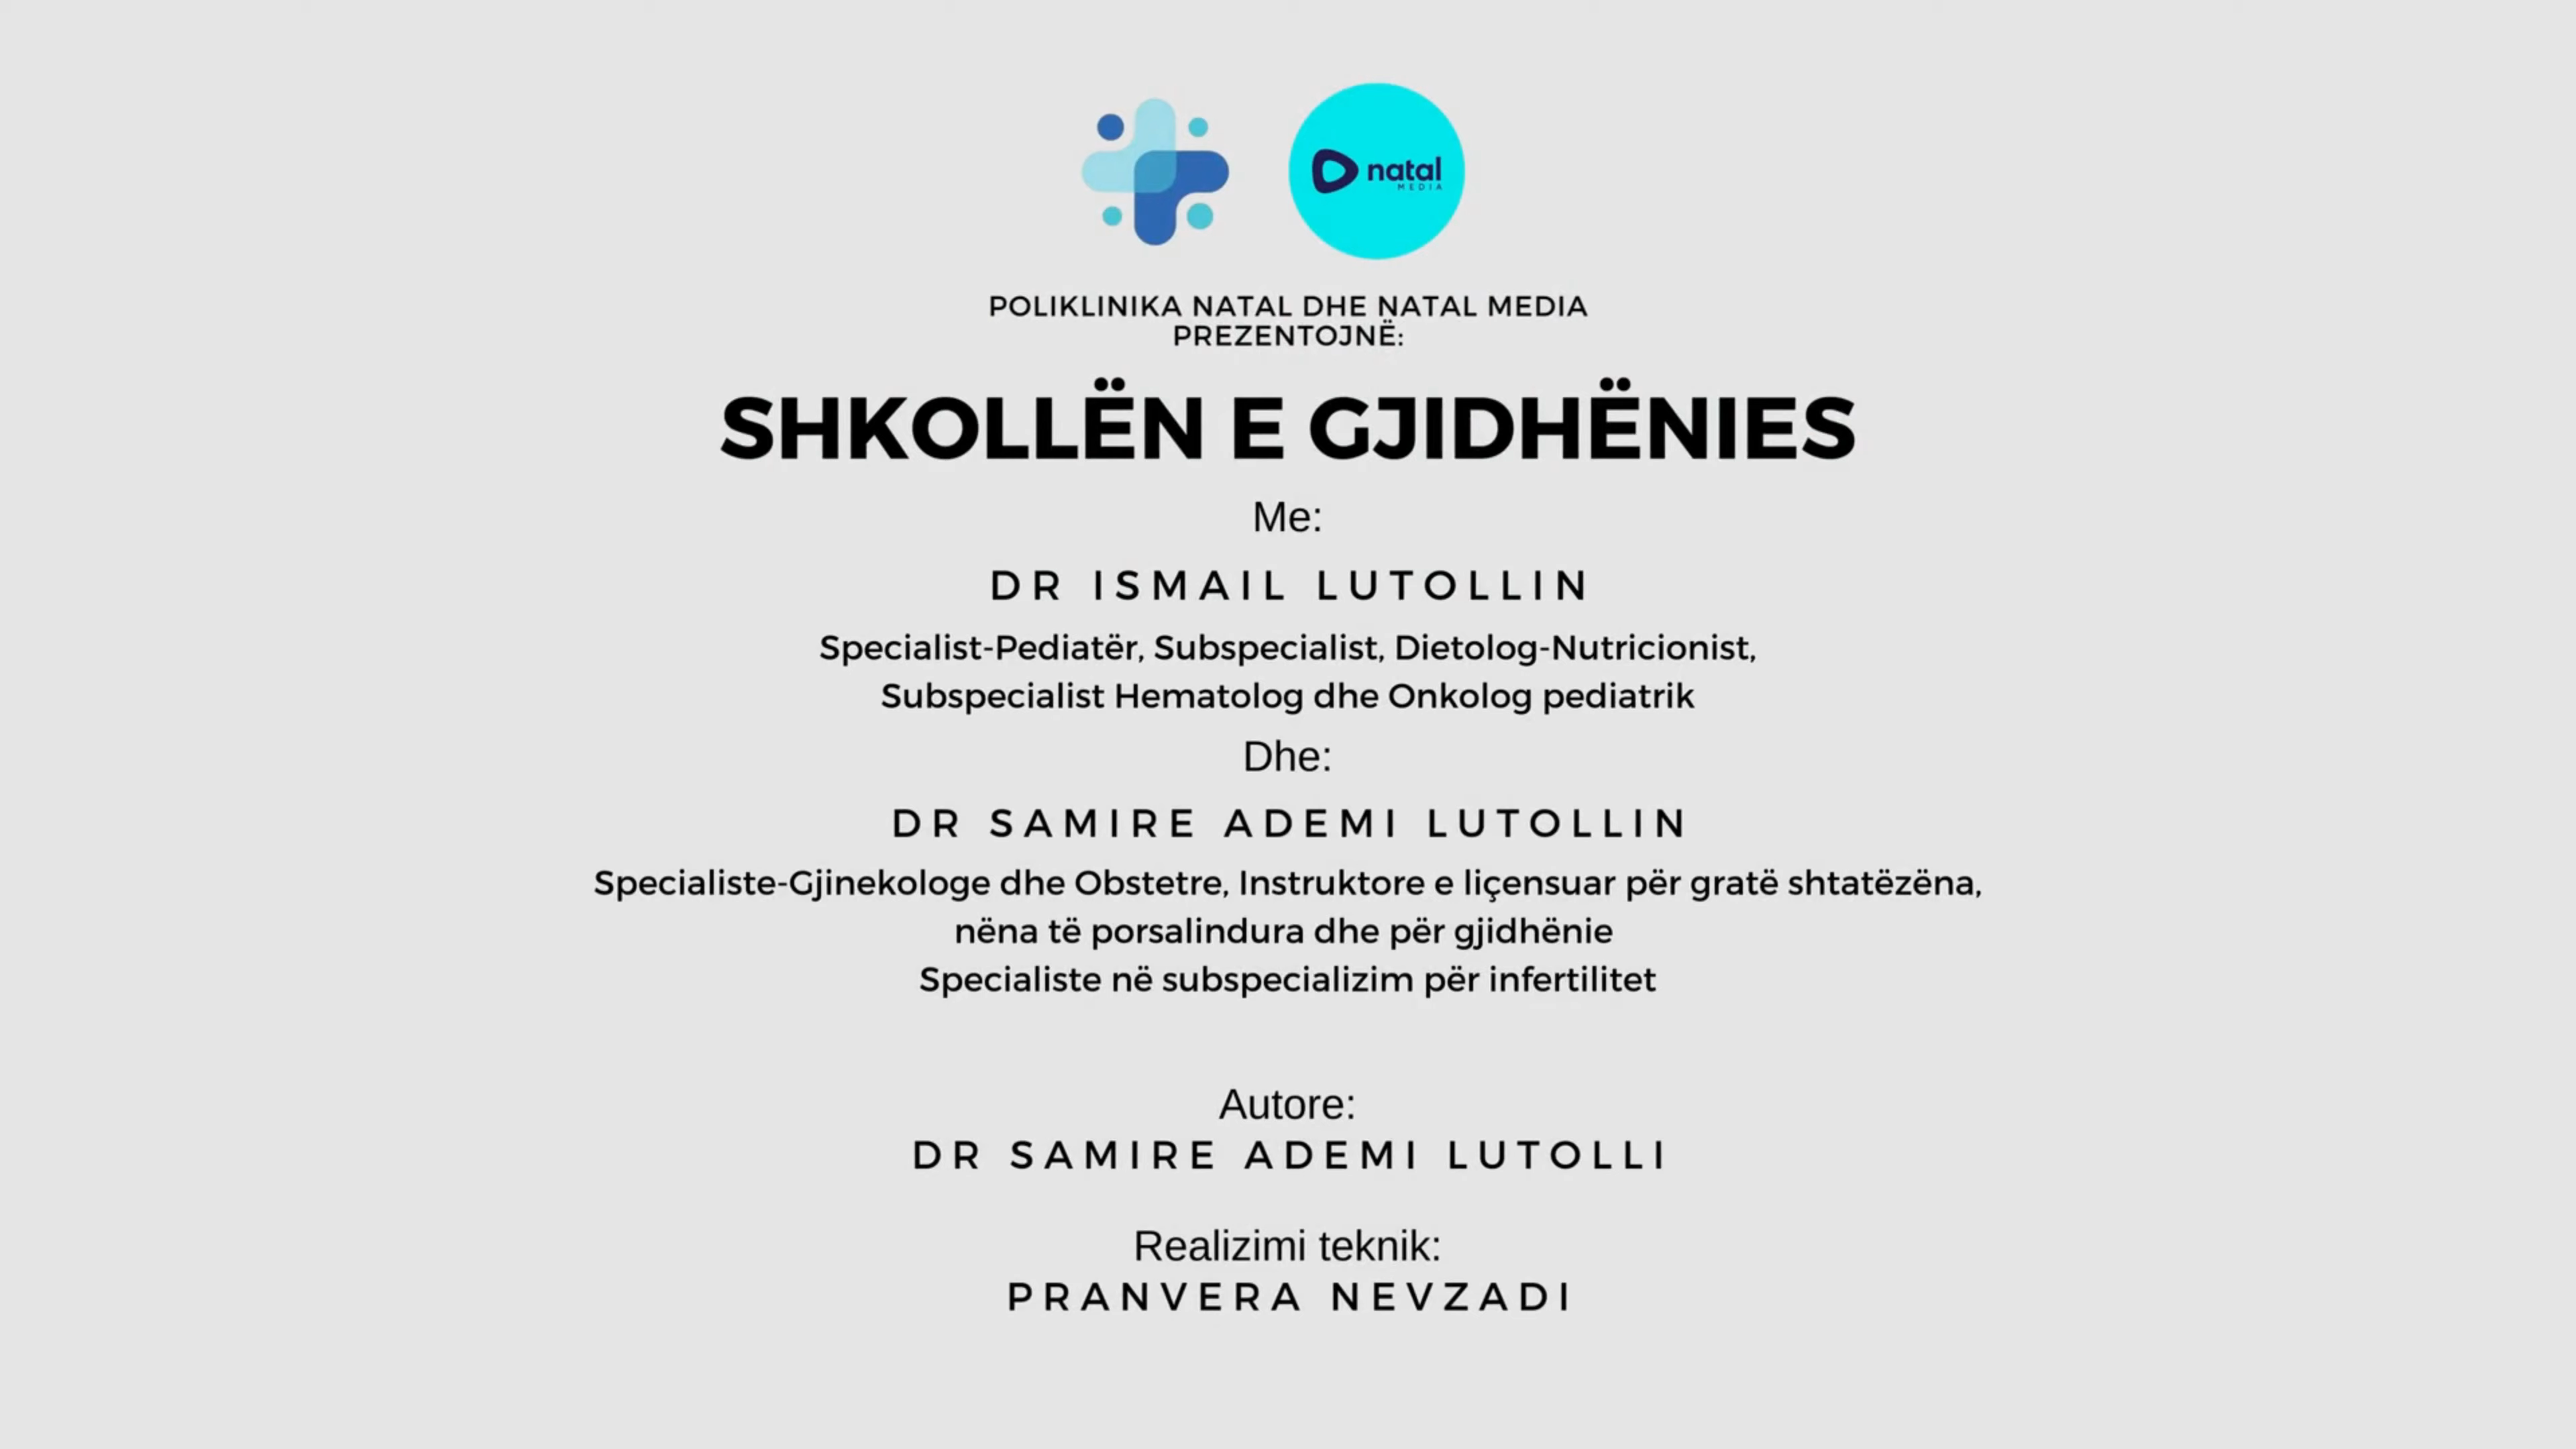 natal
MEDIA
POLIKLINIKA NATAL DHE NATAL MEDIA
PREZENTOJNË:
SHKOLLËN E GJIDHËNIES
Me:
DR ISMAIL LUTOLLIN
Specialist-Pediatër, Subspecialist, Dietolog-Nutricionist,
Subspecialist Hematolog dhe Onkolog pediatrik
Dhe:
DR SAMIRE ADEMI LUTOLLIN
Specialiste-Gjinekologe dhe Obstetre, Instruktore e liçensuar për gratë shtatëzëna,
nëna të porsalindura dhe për gjidhënie
Specialiste në subspecializim për infertilitet
Autore:
DR SAMIRE ADEMI LUTOLLI
Realizimi teknik:
PRANVERA NEVZADI